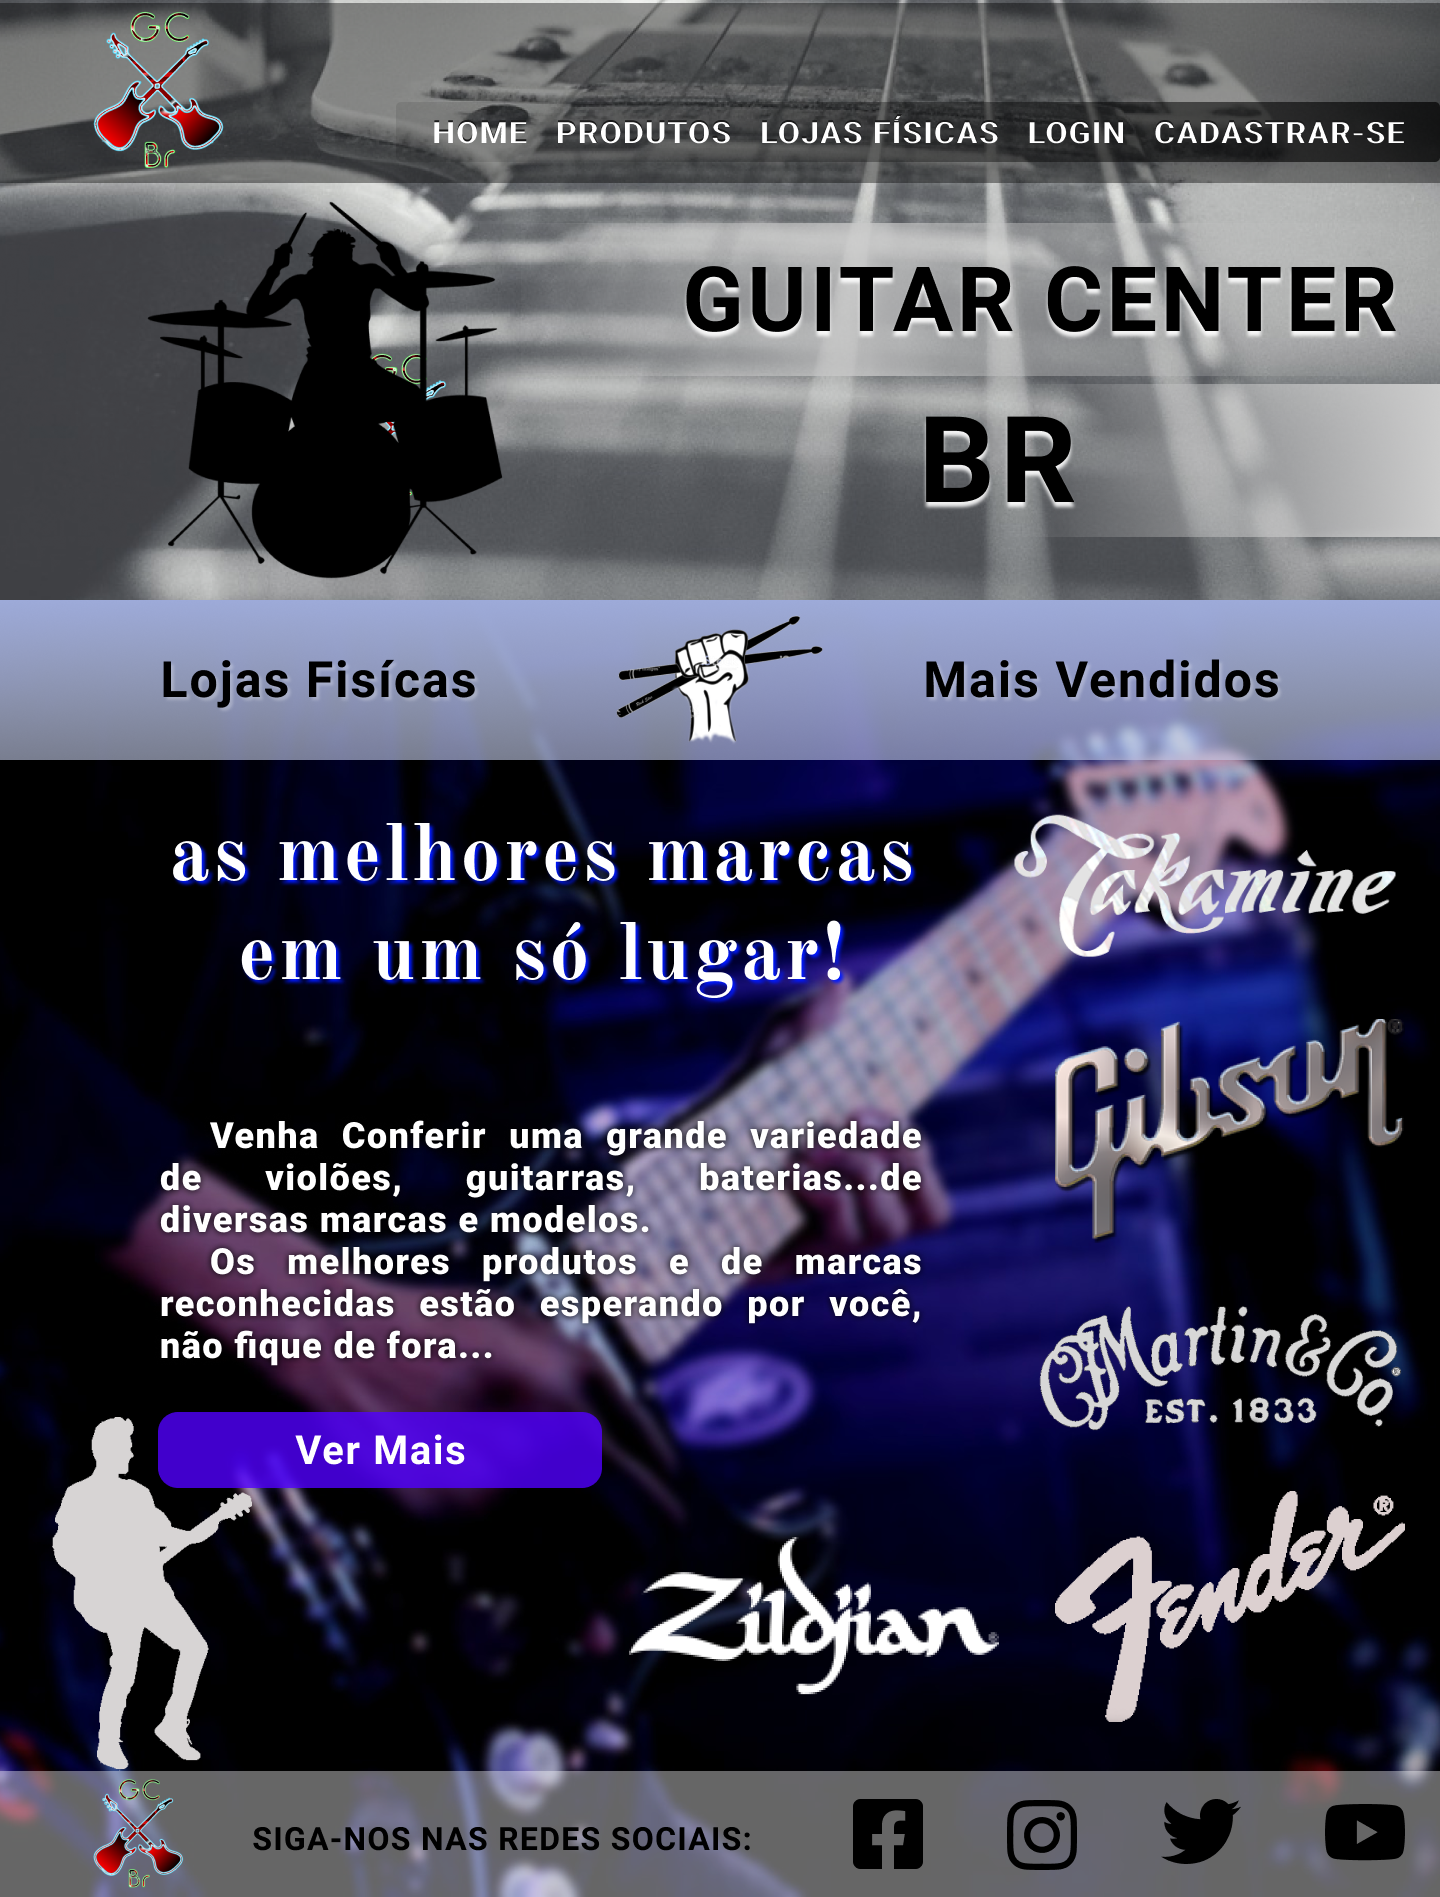 GC
Br
HOME PRODUTOS LOJAS FÍSICAS LOGIN CADASTRAR-SE
GUITAR CENTER
BR
GC
Lojas Fisícas
Mais Vendidos
as melhores marcas
em um só lugar!
Takamine
Gibson
Venha Conferir uma grande variedade
de violões, guitarras, baterias...de
diversas marcas e modelos.
Os melhores produtos e de marcas
reconhecidas estão esperando por você,
não fique de fora...
CF Martin & Co.
EST. 1833
Ver Mais
Fender®
Zildjian®
GC
Br
SIGA-NOS NAS REDES SOCIAIS: